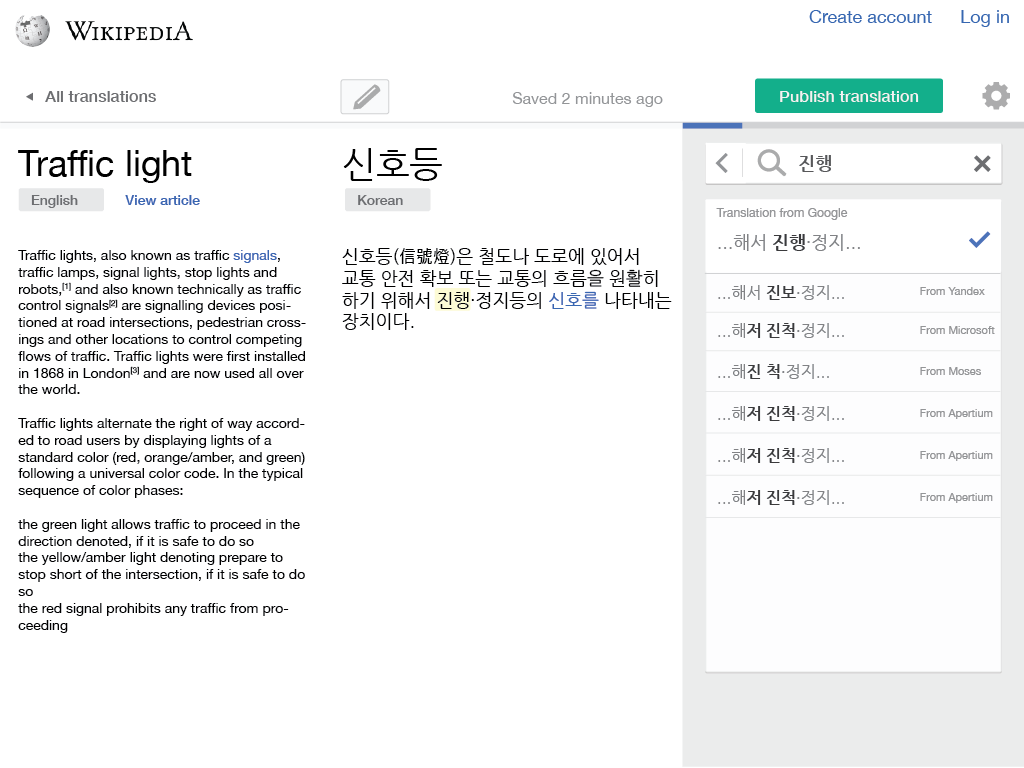 WIKIPEDIA
Create account
Log in
All translations
Saved 2 minutes ago
Publish translation
Traffic light
English
View article
Traffic lights, also known as traffic signals,
traffic lamps, signal lights, stop lights and
robots,[1] and also known technically as traffic
control signals[2] are signalling devices posi-
tioned at road intersections, pedestrian cross-
ings and other locations to control competing
flows of traffic. Traffic lights were first installed
in 1868 in London[3] and are now used all over
the world.
Traffic lights alternate the right of way accord-
ed to road users by displaying lights of a
standard color (red, orange/amber, and green)
following a universal color code. In the typical
sequence of color phases:
the green light allows traffic to proceed in the
direction denoted, if it is safe to do so
the yellow/amber light denoting prepare to
stop short of the intersection, if it is safe to do
so
the red signal prohibits any traffic from pro-
ceeding
신호등
Korean
신호등(信號燈)은 철도나 도로에 있어서
교통 안전 확보 또는 교통의 흐름을 원활히
하기 위해서 진행·정지등의 신호를 나타내는
장치이다.
진행
Translation from Google
...해서 진행·정지...
...해서 진보·정지... From Yandex
...해저 진척·정지... From Microsoft
...해진 척·정지... From Moses
...해저 진척·정지... From Apertium
...해저 진척·정지... From Apertium
...해저 진척·정지... From Apertium